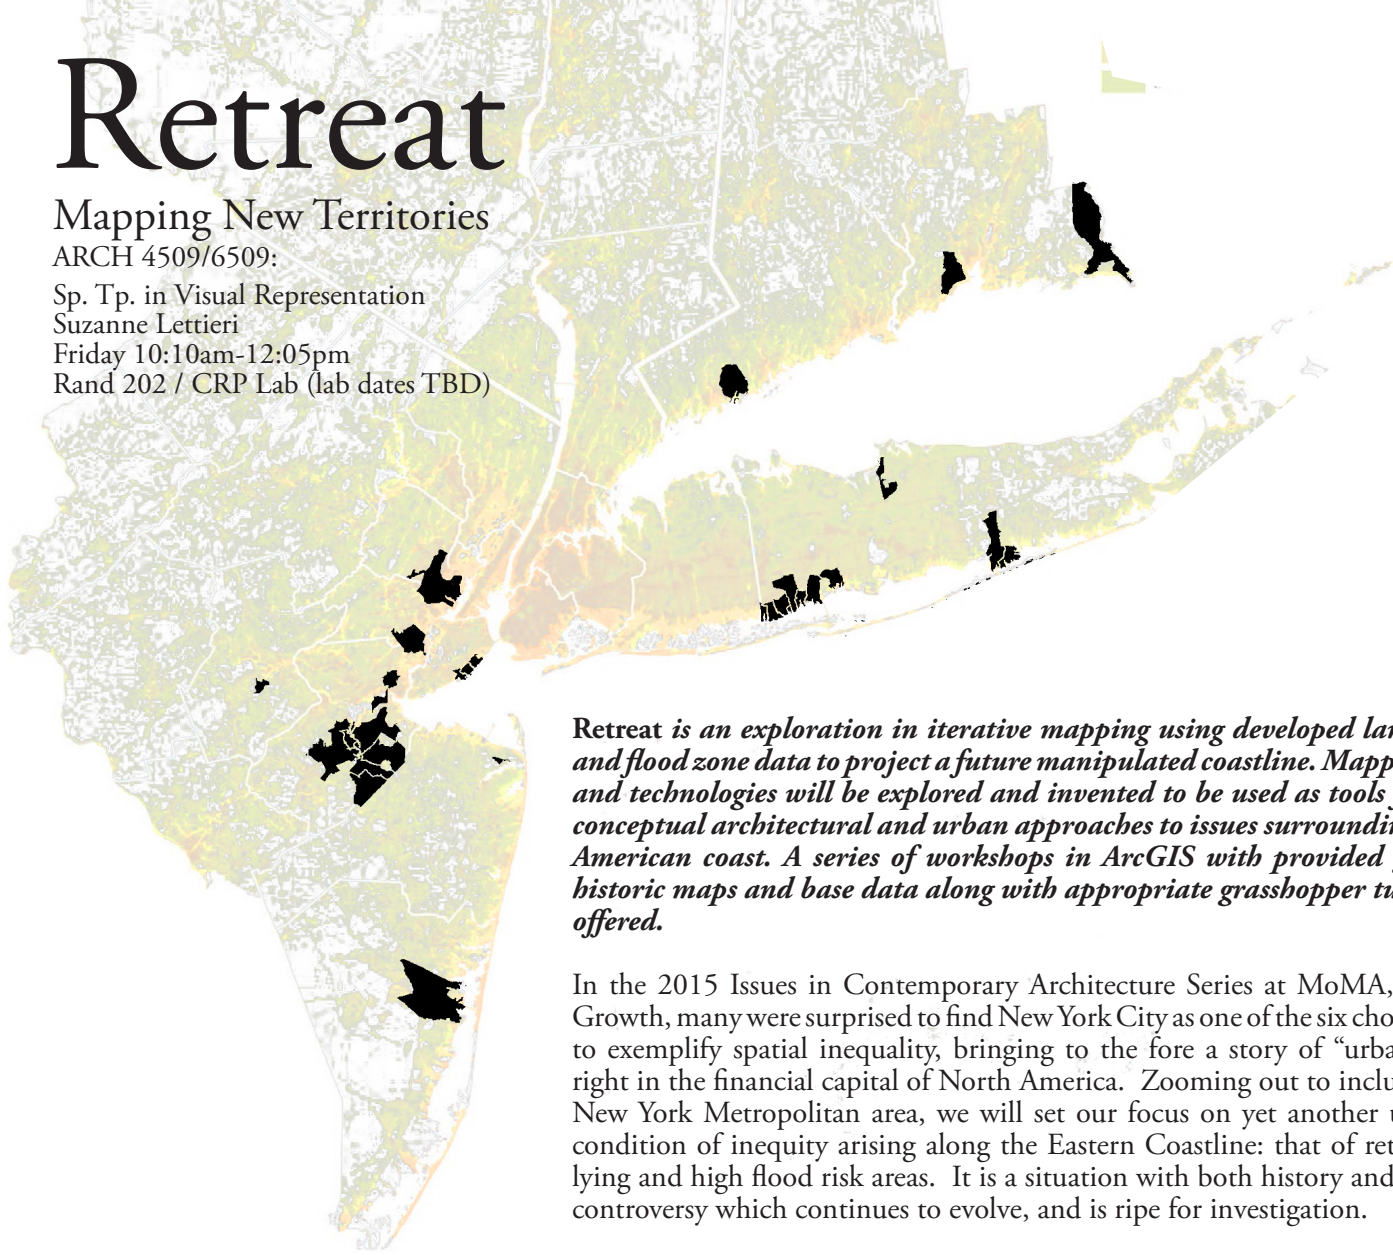 Retreat
Mapping New Territories
ARCH 4509/6509:
Sp. Tp. in Visual Representation
Suzanne Lettieri
Friday 10:10am-12:05pm
Rand 202 / CRP Lab (lab dates TBD)
Retreat is an exploration in iterative mapping using developed
and flood zone data to project a future manipulated coastline.
and technologies will be explored and invented to be used as tools
conceptual architectural and urban approaches to issues
American coast. A series of workshops in ArcGIS with provided
historic maps and base data along with appropriate grasshopper
offered.
In the 2015 Issues in Contemporary Architecture Series at MoMA,
Growth, many were surprised to find New York City as one of the six
to exemplify spatial inequality, bringing to the fore a story of
right in the financial capital of North America. Zooming out to
New York Metropolitan area, we will set our focus on yet another
condition of inequity arising along the Eastern Coastline: that of
lying and high flood risk areas. It is a situation with both history and
controversy which continues to evolve, and is ripe for investigation.